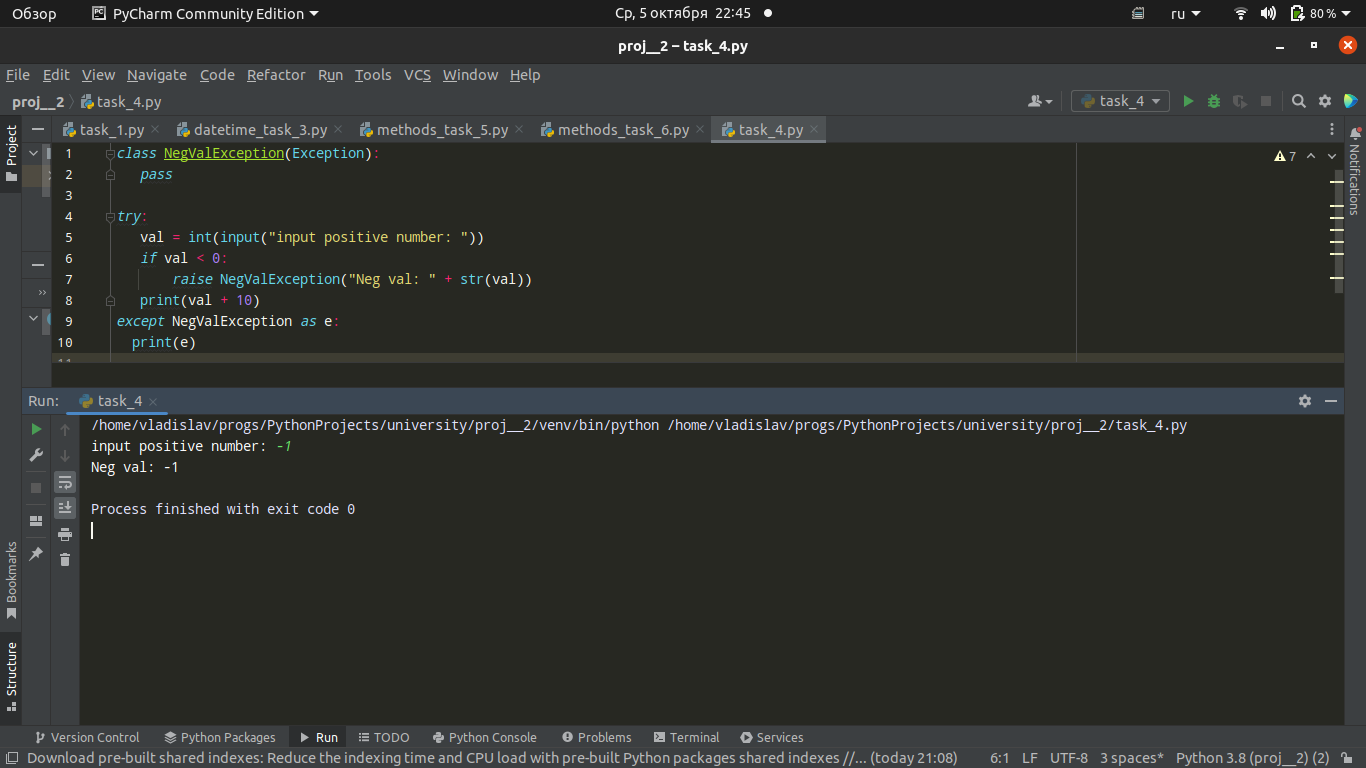 Обзор PyCharm Community Edition Ср, 5 октября 22:45 ru 80 %
proj__2 – task_4.py
File Edit View Navigate Code Refactor Run Tools VCS Window Help
proj__2 task_4.py task_4
Project task_1.py datetime_task_3.py methods_task_5.py methods_task_6.py task_4.py
Notifications
1 class NegValException(Exception): 7
2 pass
3
4 try:
5 val = int(input("input positive number: "))
6 if val < 0:
7 raise NegValException("Neg val: " + str(val))
8 print(val + 10)
9 except NegValException as e:
10 print(e)
11
Run: task_4
/home/vladislav/progs/PythonProjects/university/proj__2/venv/bin/python /home/vladislav/progs/PythonProjects/university/proj__2/task_4.py
input positive number: -1
Neg val: -1
Process finished with exit code 0
Bookmarks
Structure
Version Control Python Packages Run TODO Python Console Problems Terminal Services
Download pre-built shared indexes: Reduce the indexing time and CPU load with pre-built Python packages shared indexes //... (today 21:08) 6:1 LF UTF-8 3 spaces* Python 3.8 (proj__2) (2)